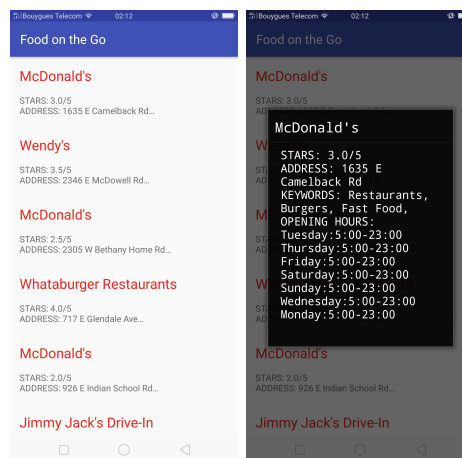 Bouygues Telecom 02:12
Food on the Go
McDonald's
STARS: 3.0/5
ADDRESS: 1635 E Camelback Rd...
Wendy's
STARS: 3.5/5
ADDRESS: 2346 E McDowell Rd...
McDonald's
STARS: 2.5/5
ADDRESS: 2305 W Bethany Home Rd...
Whataburger Restaurants
STARS: 4.0/5
ADDRESS: 717 E Glendale Ave...
McDonald's
STARS: 2.0/5
ADDRESS: 926 E Indian School Rd...
Jimmy Jack's Drive-In
Bouygues Telecom 02:12
Food on the Go
McDonald's
STARS: 3.0/5
McDonald's
STARS: 3.0/5
ADDRESS: 1635 E
Camelback Rd
KEYWORDS: Restaurants,
Burgers, Fast Food,
OPENING HOURS:
Tuesday:5:00-23:00
Thursday:5:00-23:00
Friday:5:00-23:00
Saturday:5:00-23:00
Sunday:5:00-23:00
Wednesday:5:00-23:00
Monday:5:00-23:00
McDonald's
STARS: 2.0/5
ADDRESS: 926 E Indian School Rd...
Jimmy Jack's Drive-In